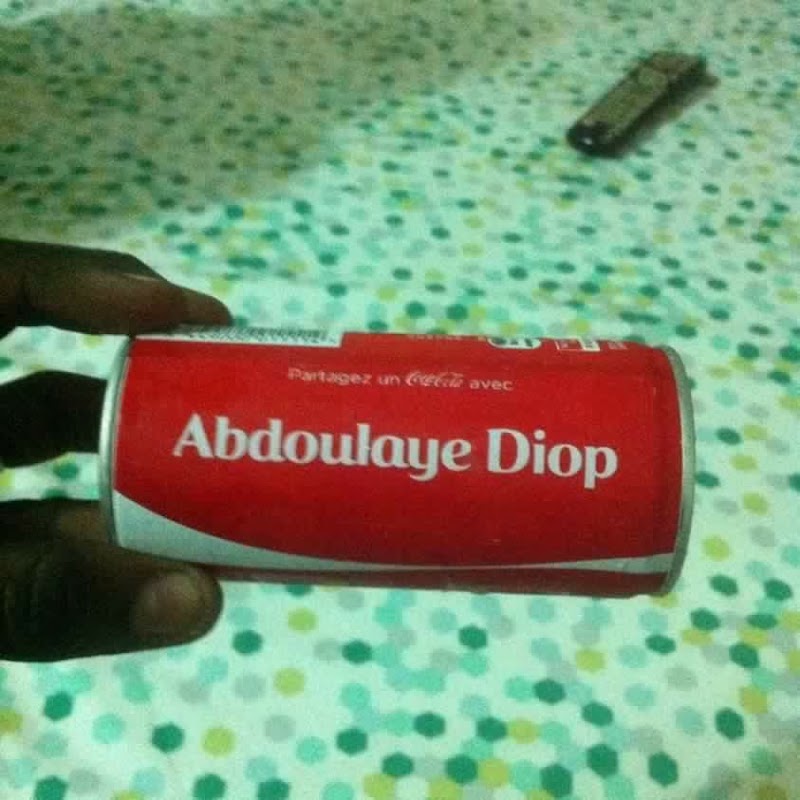 Partagez un Coca-Cola avec
Abdoulaye Diop